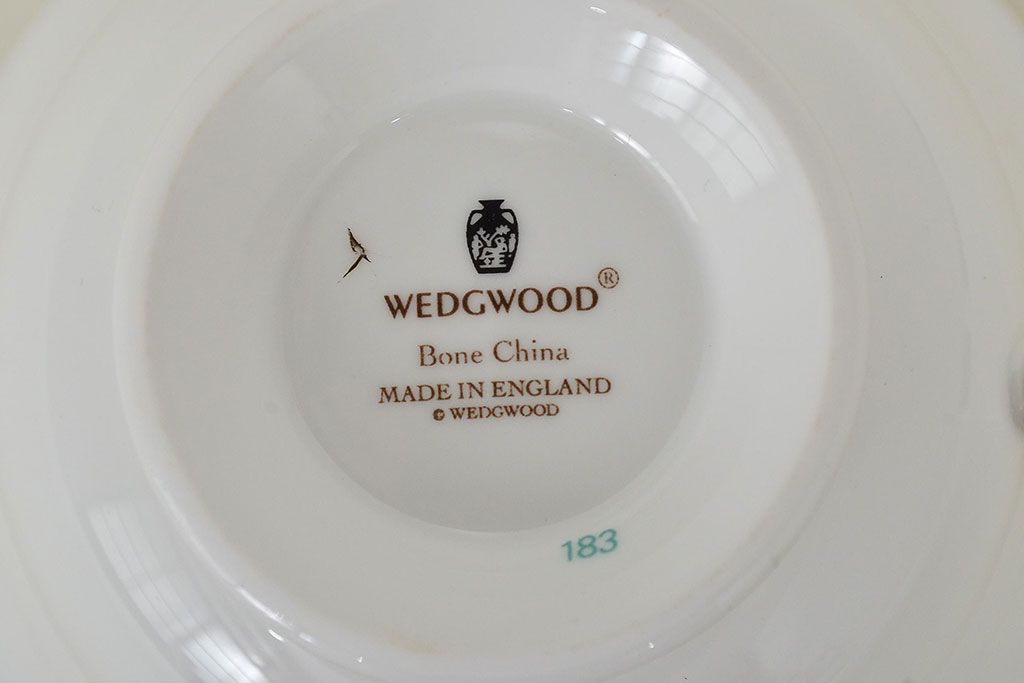 WEDGWOOD®
Bone China
MADE IN ENGLAND
© WEDGWOOD
183